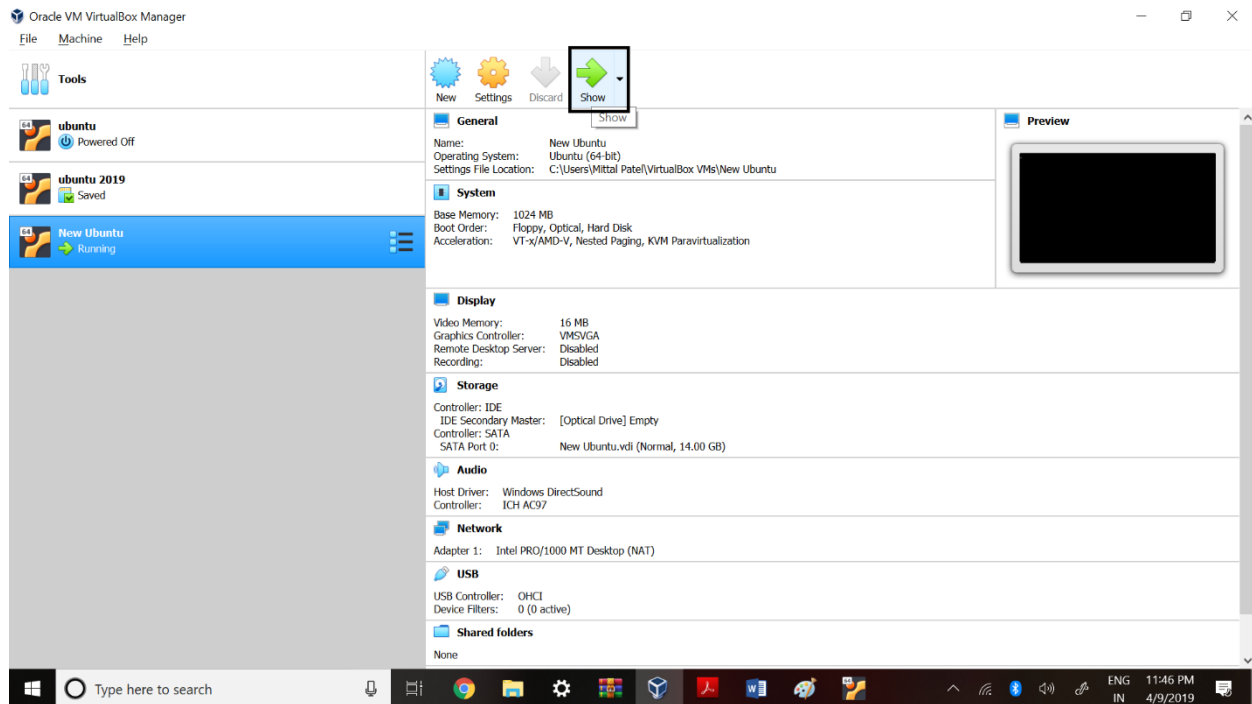 Oracle VM VirtualBox Manager
File Machine Help
Tools
New Settings Discard Show
Show
64
ubuntu
Powered Off
64
ubuntu 2019
Saved
64
New Ubuntu
Running
General
Name: New Ubuntu
Operating System: Ubuntu (64-bit)
Settings File Location: C:\Users\Mittal Patel\VirtualBox VMs\New Ubuntu
Preview
System
Base Memory: 1024 MB
Boot Order: Floppy, Optical, Hard Disk
Acceleration: VT-x/AMD-V, Nested Paging, KVM Paravirtualization
Display
Video Memory: 16 MB
Graphics Controller: VMSVGA
Remote Desktop Server: Disabled
Recording: Disabled
Storage
Controller: IDE
IDE Secondary Master: [Optical Drive] Empty
Controller: SATA
SATA Port 0: New Ubuntu.vdi (Normal, 14.00 GB)
Audio
Host Driver: Windows DirectSound
Controller: ICH AC97
Network
Adapter 1: Intel PRO/1000 MT Desktop (NAT)
USB
USB Controller: OHCI
Device Filters: 0 (0 active)
Shared folders
None
Type here to search
ENG 11:46 PM
IN 4/9/2019